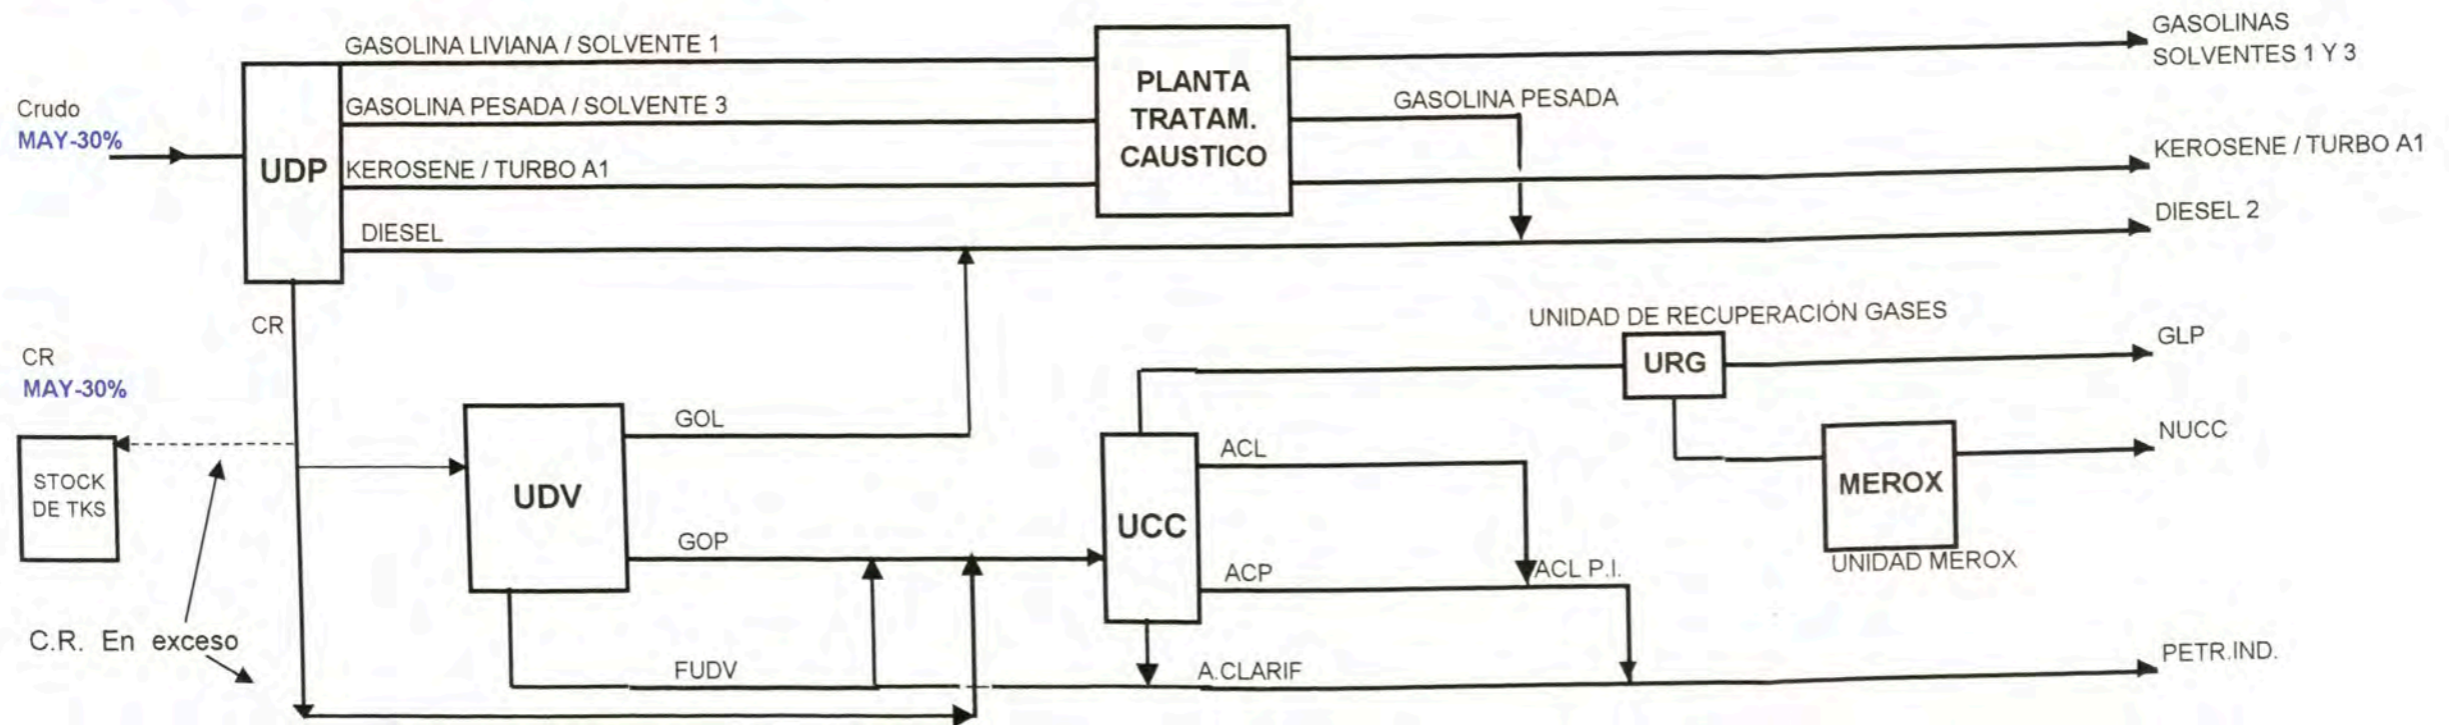 GASOLINA LIVIANA / SOLVENTE 1
GASOLINAS
SOLVENTES 1 Y 3
PLANTA
TRATAM.
CAUSTICO
Crudo
MAY-30%
GASOLINA PESADA / SOLVENTE 3
GASOLINA PESADA
UDP
KEROSENE / TURBO A1
KEROSENE / TURBO A1
DIESEL
DIESEL 2
CR
UNIDAD DE RECUPERACIÓN GASES
CR
MAY-30%
URG
GLP
GOL
ACL
NUCC
STOCK
DE TKS
UDV
UCC
MEROX
GOP
ACP
ACL P.I.
UNIDAD MEROX
C.R. En exceso
FUDV
A.CLARIF
PETR.IND.